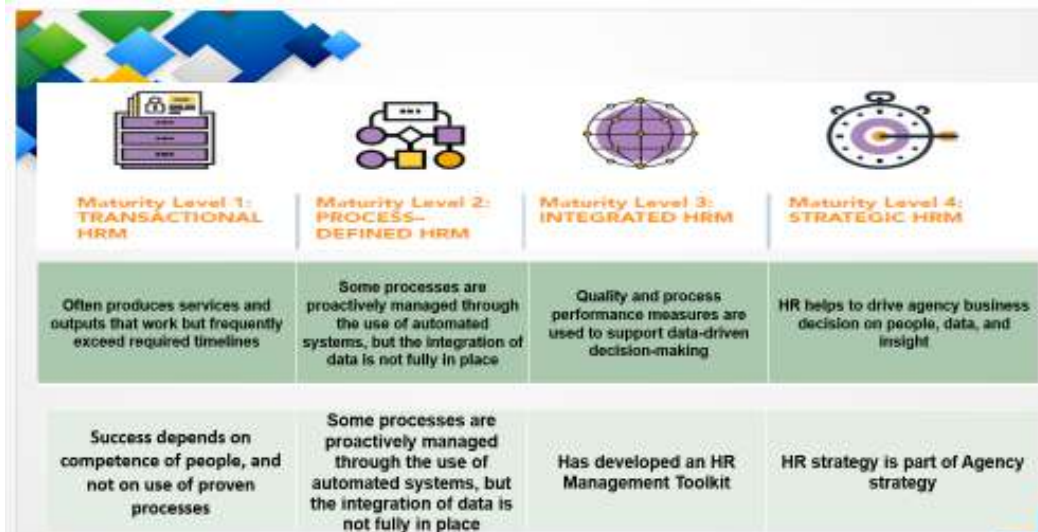 Maturity Level 1:
TRANSACTIONAL
HRM
Maturity Level 2:
PROCESS–
DEFINED HRM
Maturity Level 3:
INTEGRATED HRM
Maturity Level 4:
STRATEGIC HRM
Often produces services and
outputs that work but frequently
exceed required timelines
Some processes are
proactively managed through
the use of automated
systems, but the integration of
data is not fully in place
Quality and process
performance measures are
used to support data-driven
decision-making
HR helps to drive agency business
decision on people, data, and
insight
Success depends on
competence of people, and
not on use of proven
processes
Some processes are
proactively managed
through the use of
automated systems, but
the integration of data is
not fully in place
Has developed an HR
Management Toolkit
HR strategy is part of Agency
strategy